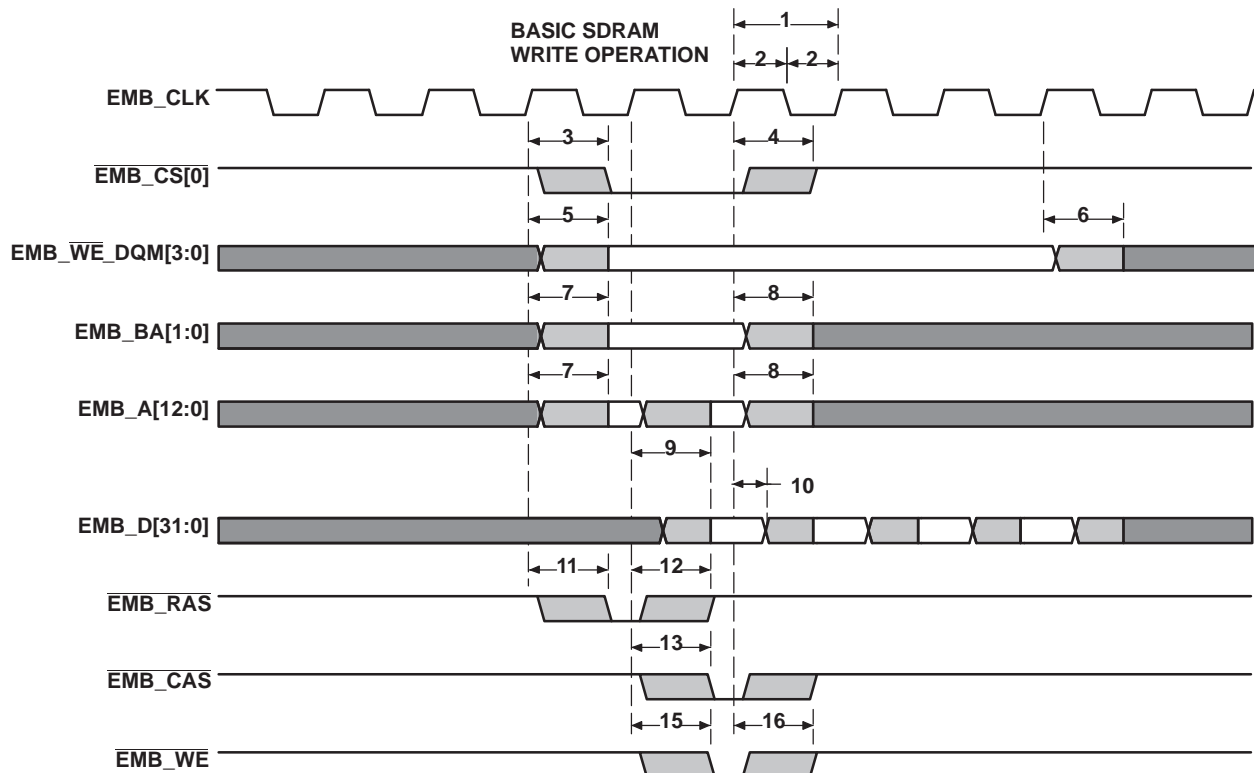 1
BASIC SDRAM
WRITE OPERATION
2 2
EMB_CLK
3 4
EMB_CS[0]
5 6
EMB_WE_DQM[3:0]
7 8
EMB_BA[1:0]
7 8
EMB_A[12:0]
9
10
EMB_D[31:0]
11 12
EMB_RAS
13
EMB_CAS
15 16
EMB_WE